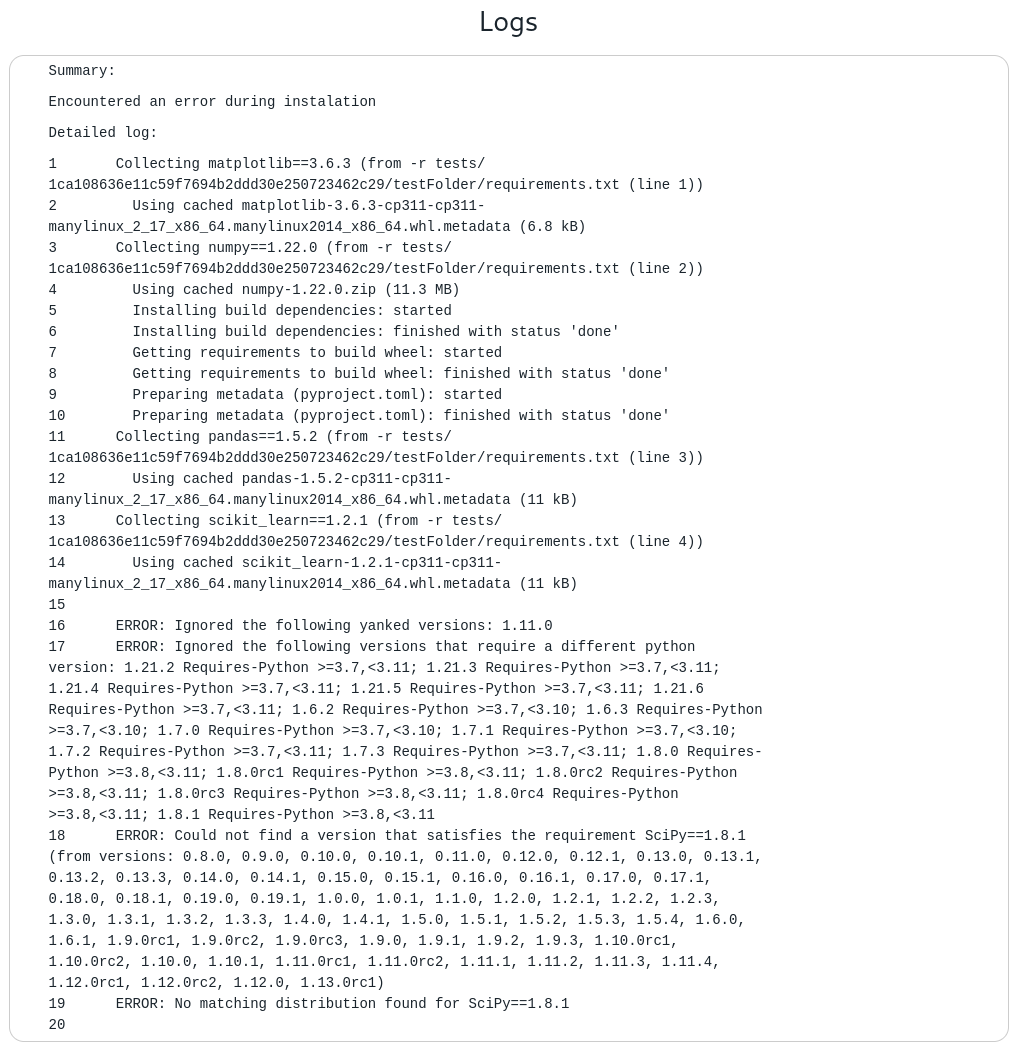 Logs
Summary:
Encountered an error during instalation
Detailed log:
1      Collecting matplotlib==3.6.3 (from -r tests/
1ca108636e11c59f7694b2ddd30e250723462c29/testFolder/requirements.txt (line 1))
2        Using cached matplotlib-3.6.3-cp311-cp311-
manylinux_2_17_x86_64.manylinux2014_x86_64.whl.metadata (6.8 kB)
3      Collecting numpy==1.22.0 (from -r tests/
1ca108636e11c59f7694b2ddd30e250723462c29/testFolder/requirements.txt (line 2))
4        Using cached numpy-1.22.0.zip (11.3 MB)
5        Installing build dependencies: started
6        Installing build dependencies: finished with status 'done'
7        Getting requirements to build wheel: started
8        Getting requirements to build wheel: finished with status 'done'
9        Preparing metadata (pyproject.toml): started
10        Preparing metadata (pyproject.toml): finished with status 'done'
11      Collecting pandas==1.5.2 (from -r tests/
1ca108636e11c59f7694b2ddd30e250723462c29/testFolder/requirements.txt (line 3))
12        Using cached pandas-1.5.2-cp311-cp311-
manylinux_2_17_x86_64.manylinux2014_x86_64.whl.metadata (11 kB)
13      Collecting scikit_learn==1.2.1 (from -r tests/
1ca108636e11c59f7694b2ddd30e250723462c29/testFolder/requirements.txt (line 4))
14        Using cached scikit_learn-1.2.1-cp311-cp311-
manylinux_2_17_x86_64.manylinux2014_x86_64.whl.metadata (11 kB)
15
16      ERROR: Ignored the following yanked versions: 1.11.0
17      ERROR: Ignored the following versions that require a different python
version: 1.21.2 Requires-Python >=3.7,<3.11; 1.21.3 Requires-Python >=3.7,<3.11;
1.21.4 Requires-Python >=3.7,<3.11; 1.21.5 Requires-Python >=3.7,<3.11; 1.21.6
Requires-Python >=3.7,<3.11; 1.6.2 Requires-Python >=3.7,<3.10; 1.6.3 Requires-Python
>=3.7,<3.10; 1.7.0 Requires-Python >=3.7,<3.10; 1.7.1 Requires-Python >=3.7,<3.10;
1.7.2 Requires-Python >=3.7,<3.11; 1.7.3 Requires-Python >=3.7,<3.11; 1.8.0 Requires-
Python >=3.8,<3.11; 1.8.0rc1 Requires-Python >=3.8,<3.11; 1.8.0rc2 Requires-Python
>=3.8,<3.11; 1.8.0rc3 Requires-Python >=3.8,<3.11; 1.8.0rc4 Requires-Python
>=3.8,<3.11; 1.8.1 Requires-Python >=3.8,<3.11
18      ERROR: Could not find a version that satisfies the requirement SciPy==1.8.1
(from versions: 0.8.0, 0.9.0, 0.10.0, 0.10.1, 0.11.0, 0.12.0, 0.12.1, 0.13.0, 0.13.1,
0.13.2, 0.13.3, 0.14.0, 0.14.1, 0.15.0, 0.15.1, 0.16.0, 0.16.1, 0.17.0, 0.17.1,
0.18.0, 0.18.1, 0.19.0, 0.19.1, 1.0.0, 1.0.1, 1.1.0, 1.2.0, 1.2.1, 1.2.2, 1.2.3,
1.3.0, 1.3.1, 1.3.2, 1.3.3, 1.4.0, 1.4.1, 1.5.0, 1.5.1, 1.5.2, 1.5.3, 1.5.4, 1.6.0,
1.6.1, 1.9.0rc1, 1.9.0rc2, 1.9.0rc3, 1.9.0, 1.9.1, 1.9.2, 1.9.3, 1.10.0rc1,
1.10.0rc2, 1.10.0, 1.10.1, 1.11.0rc1, 1.11.0rc2, 1.11.1, 1.11.2, 1.11.3, 1.11.4,
1.12.0rc1, 1.12.0rc2, 1.12.0, 1.13.0rc1)
19      ERROR: No matching distribution found for SciPy==1.8.1
20